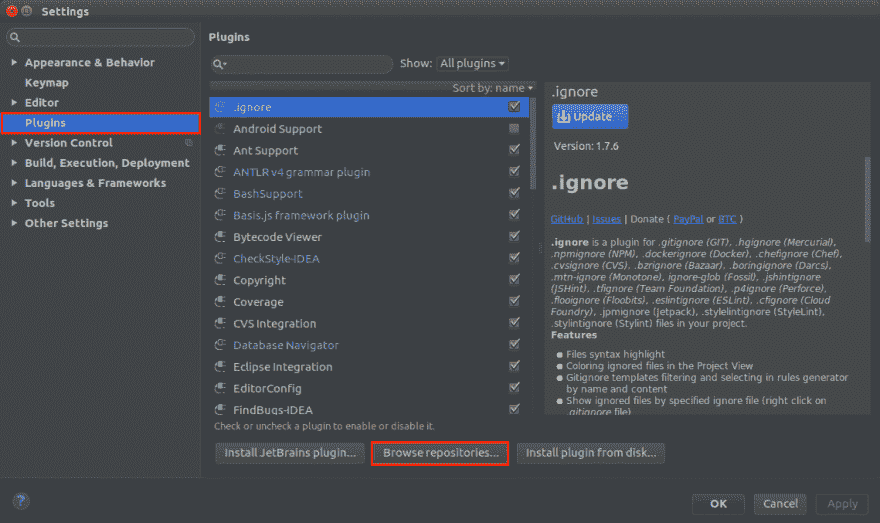 Settings
Appearance & Behavior
Keymap
Editor
Plugins
Version Control
Build, Execution, Deployment
Languages & Frameworks
Tools
Other Settings
Plugins
Show: All plugins
Sort by: name
.ignore
Android Support
Ant Support
ANTLR v4 grammar plugin
BashSupport
Basis.js framework plugin
Bytecode Viewer
CheckStyle-IDEA
Copyright
Coverage
CVS Integration
Database Navigator
Eclipse Integration
EditorConfig
FindBugs-IDEA
Check or uncheck a plugin to enable or disable it.
Install JetBrains plugin...
Browse repositories...
Install plugin from disk...
.ignore
Update
Version: 1.7.6
.ignore
GitHub | Issues | Donate ( PayPal or BTC )
.ignore is a plugin for .gitignore (GIT), .hgignore (Mercurial),
.npmignore (NPM), .dockerignore (Docker), .chefignore (Chef),
.cvsignore (CVS), .bzrignore (Bazaar), .boringignore (Darcs),
.mtn-ignore (Monotone), ignore-glob (Fossil), .jshintignore
(JSHint), .tfignore (Team Foundation), .p4ignore (Perforce),
.flooignore (Floobits), .eslintignore (ESLint), .cfignore (Cloud
Foundry), .jpmignore (Jetpack), .stylelintignore (StyleLint),
.stylintignore (Stylint) files in your project.
Features
● Files syntax highlight
● Coloring ignored files in the Project View
● Gitignore templates filtering and selecting in rules generator
by name and content
● Show ignored files by specified ignore file (right click on
.gitignore file)
?
OK
Cancel
Apply